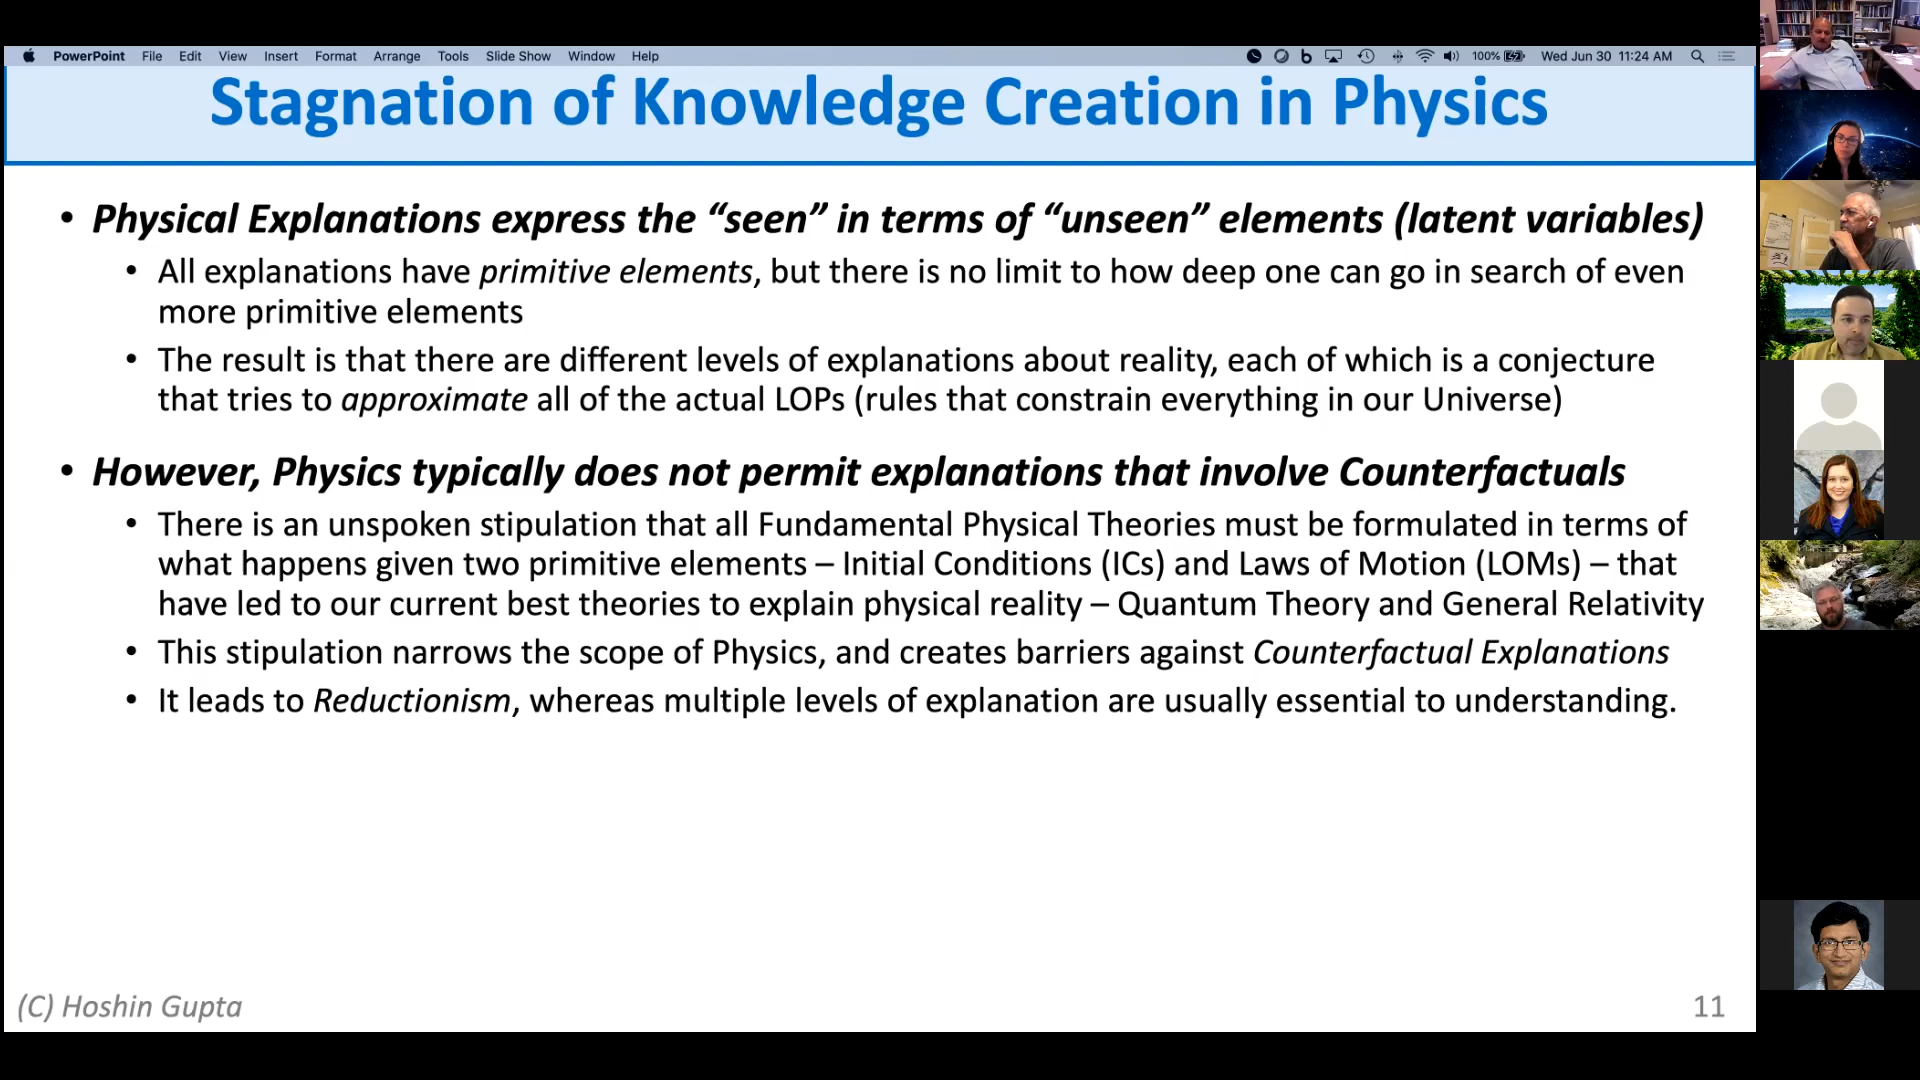 PowerPoint File Edit View Insert Format Arrange Tools Slide Show Window Help 100% Wed Jun 30 11:24 AM
Stagnation of Knowledge Creation in Physics
• Physical Explanations express the “seen” in terms of “unseen” elements (latent variables)
• All explanations have primitive elements, but there is no limit to how deep one can go in search of even
more primitive elements
• The result is that there are different levels of explanations about reality, each of which is a conjecture
that tries to approximate all of the actual LOPs (rules that constrain everything in our Universe)
• However, Physics typically does not permit explanations that involve Counterfactuals
• There is an unspoken stipulation that all Fundamental Physical Theories must be formulated in terms of
what happens given two primitive elements – Initial Conditions (ICs) and Laws of Motion (LOMs) – that
have led to our current best theories to explain physical reality – Quantum Theory and General Relativity
• This stipulation narrows the scope of Physics, and creates barriers against Counterfactual Explanations
• It leads to Reductionism, whereas multiple levels of explanation are usually essential to understanding.
(C) Hoshin Gupta
11